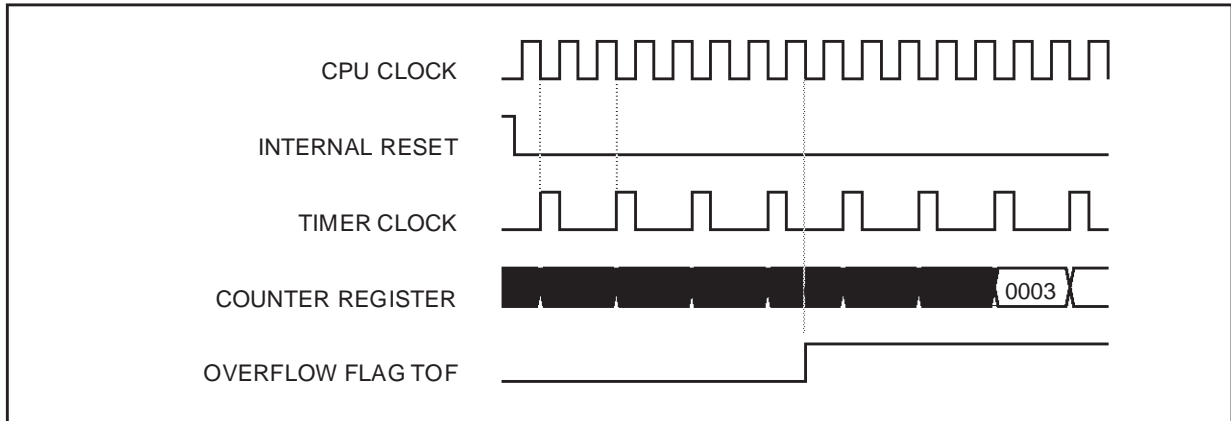 CPU CLOCK
INTERNAL RESET
TIMER CLOCK
COUNTER REGISTER
0003
OVERFLOW FLAG TOF